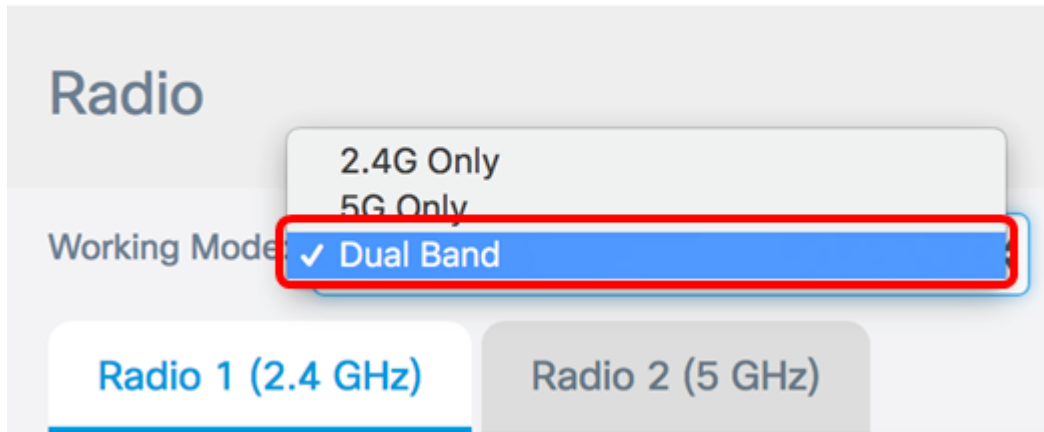 Radio
2.4G Only
5G Only
Working Mode:
✓ Dual Band
Radio 1 (2.4 GHz)
Radio 2 (5 GHz)